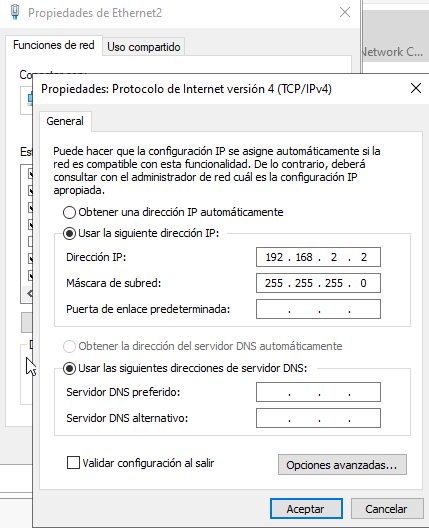 Propiedades de Ethernet2
Funciones de red
Uso compartido
Network C...
Propiedades: Protocolo de Internet versión 4 (TCP/IPv4)
General
Puede hacer que la configuración IP se asigne automáticamente si la
red es compatible con esta funcionalidad. De lo contrario, deberá
consultar con el administrador de red cuál es la configuración IP
apropiada.
Obtener una dirección IP automáticamente
Usar la siguiente dirección IP:
Dirección IP: 192 . 168 . 2 . 2
Máscara de subred: 255 . 255 . 255 . 0
Puerta de enlace predeterminada: . . .
Obtener la dirección del servidor DNS automáticamente
Usar las siguientes direcciones de servidor DNS:
Servidor DNS preferido: . . .
Servidor DNS alternativo: . . .
Validar configuración al salir
Opciones avanzadas...
Aceptar
Cancelar